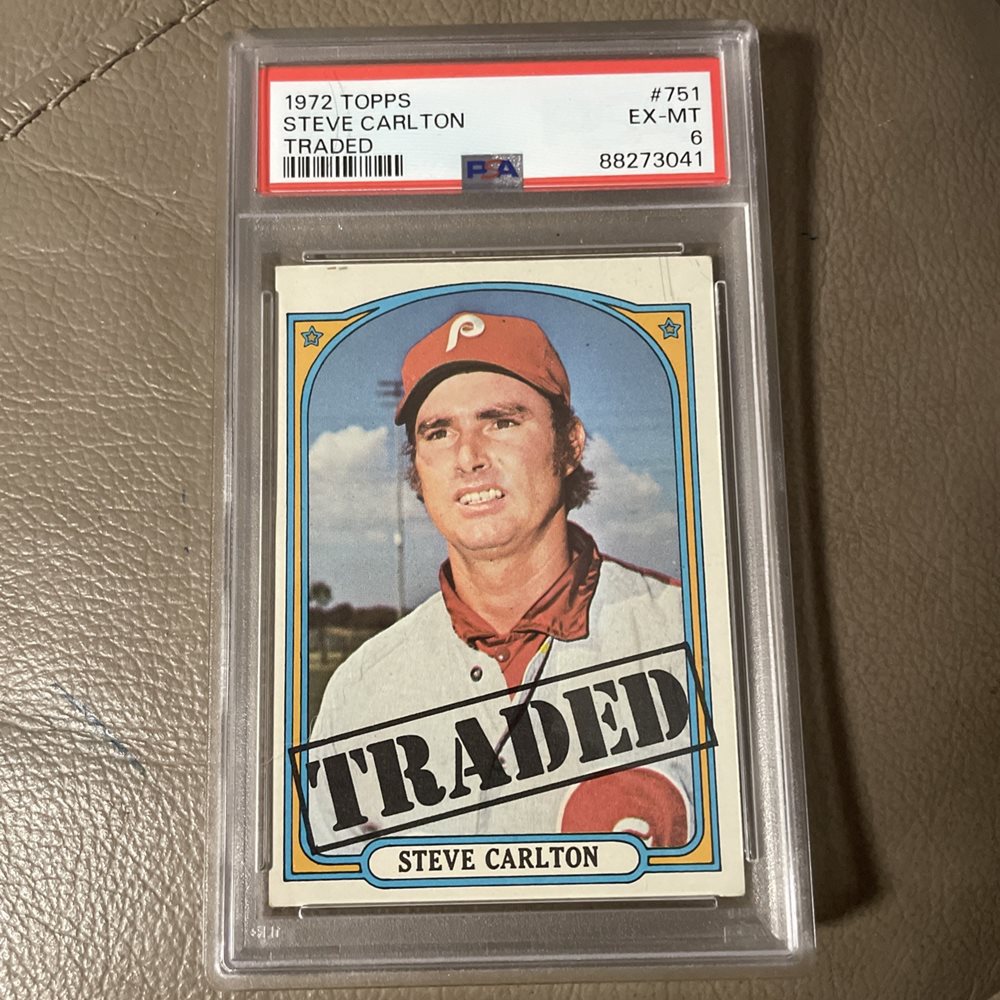 1972 TOPPS #751
STEVE CARLTON EX-MT
TRADED 6
PSA 88273041
P
TRADED
STEVE CARLTON